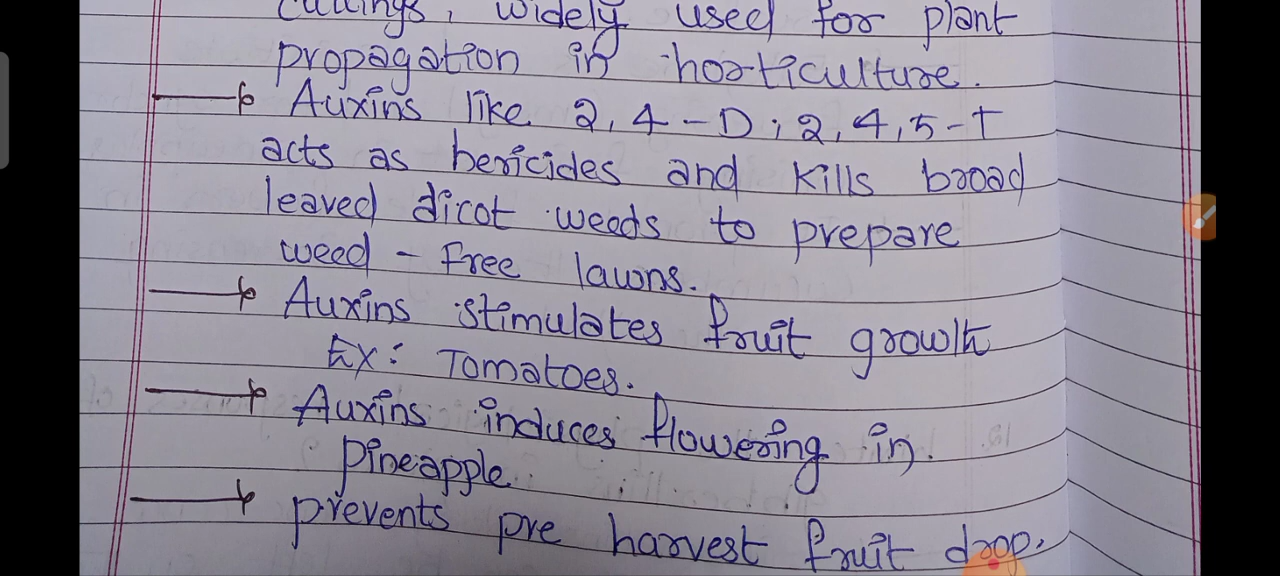 cuttings, widely used for plant
propagation in horticulture.
Auxins like 2,4-D; 2,4,5-T
acts as hericides and kills broad
leaved dicot weeds to prepare
weed - free lawns.
Auxins stimulates fruit growth
Ex: Tomatoes.
Auxins induces flowering in
Pineapple.
prevents pre harvest fruit drop.